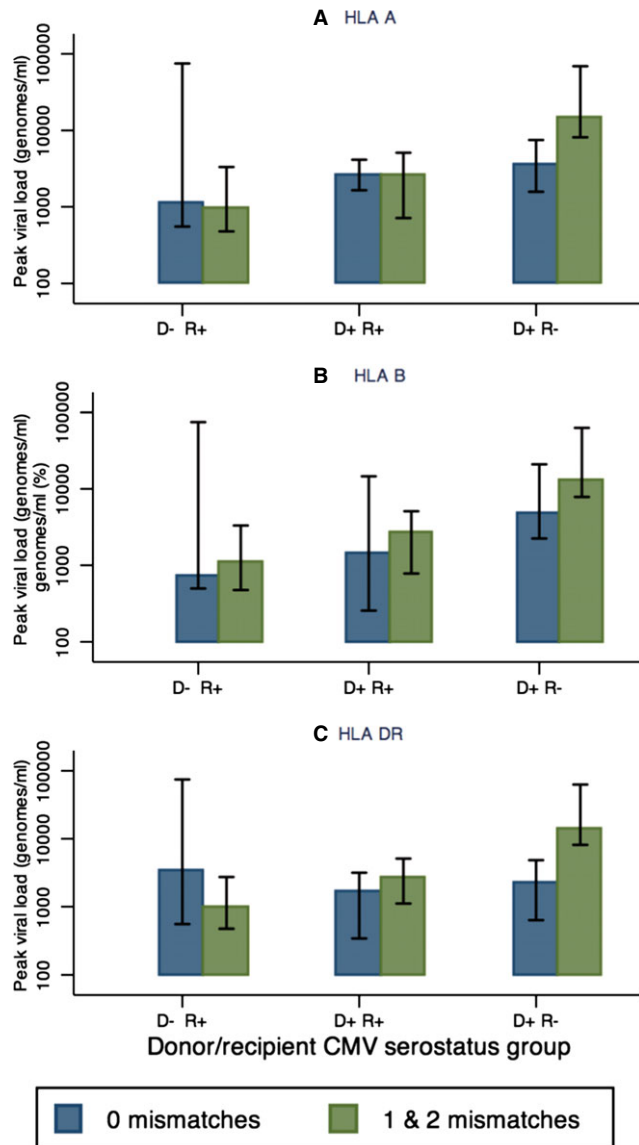 A HLA A
Peak viral load (genomes/ml)
100000
10000
1000
100
D- R+ D+ R+ D+ R-
B HLA B
Peak viral load (genomes/ml)
genomes/ml (%)
100000
10000
1000
100
D- R+ D+ R+ D+ R-
C HLA DR
Peak viral load (genomes/ml)
100000
10000
1000
100
D- R+ D+ R+ D+ R-
Donor/recipient CMV serostatus group
0 mismatches 1 & 2 mismatches